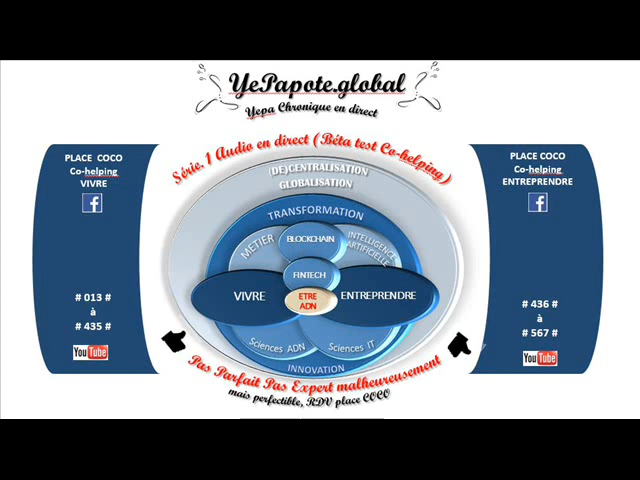 YePapote.global
Yepa Chronique en direct
Série.1 Audio en direct (Béta test Co-helping)
PLACE COCO
Co-helping
VIVRE
# 013 #
à
# 435 #
YouTube
(DE)CENTRALISATION
GLOBALISATION
TRANSFORMATION
METIER
BLOCKCHAIN
INTELLIGENCE
ARTIFICIELLE
FINTECH
VIVRE
ETRE
ADN
ENTREPRENDRE
Sciences ADN
Sciences IT
INNOVATION
PLACE COCO
Co-helping
ENTREPRENDRE
# 436 #
à
# 567 #
YouTube
Pas Parfait Pas Expert malheureusement
mais perfectible, RDV place COCO